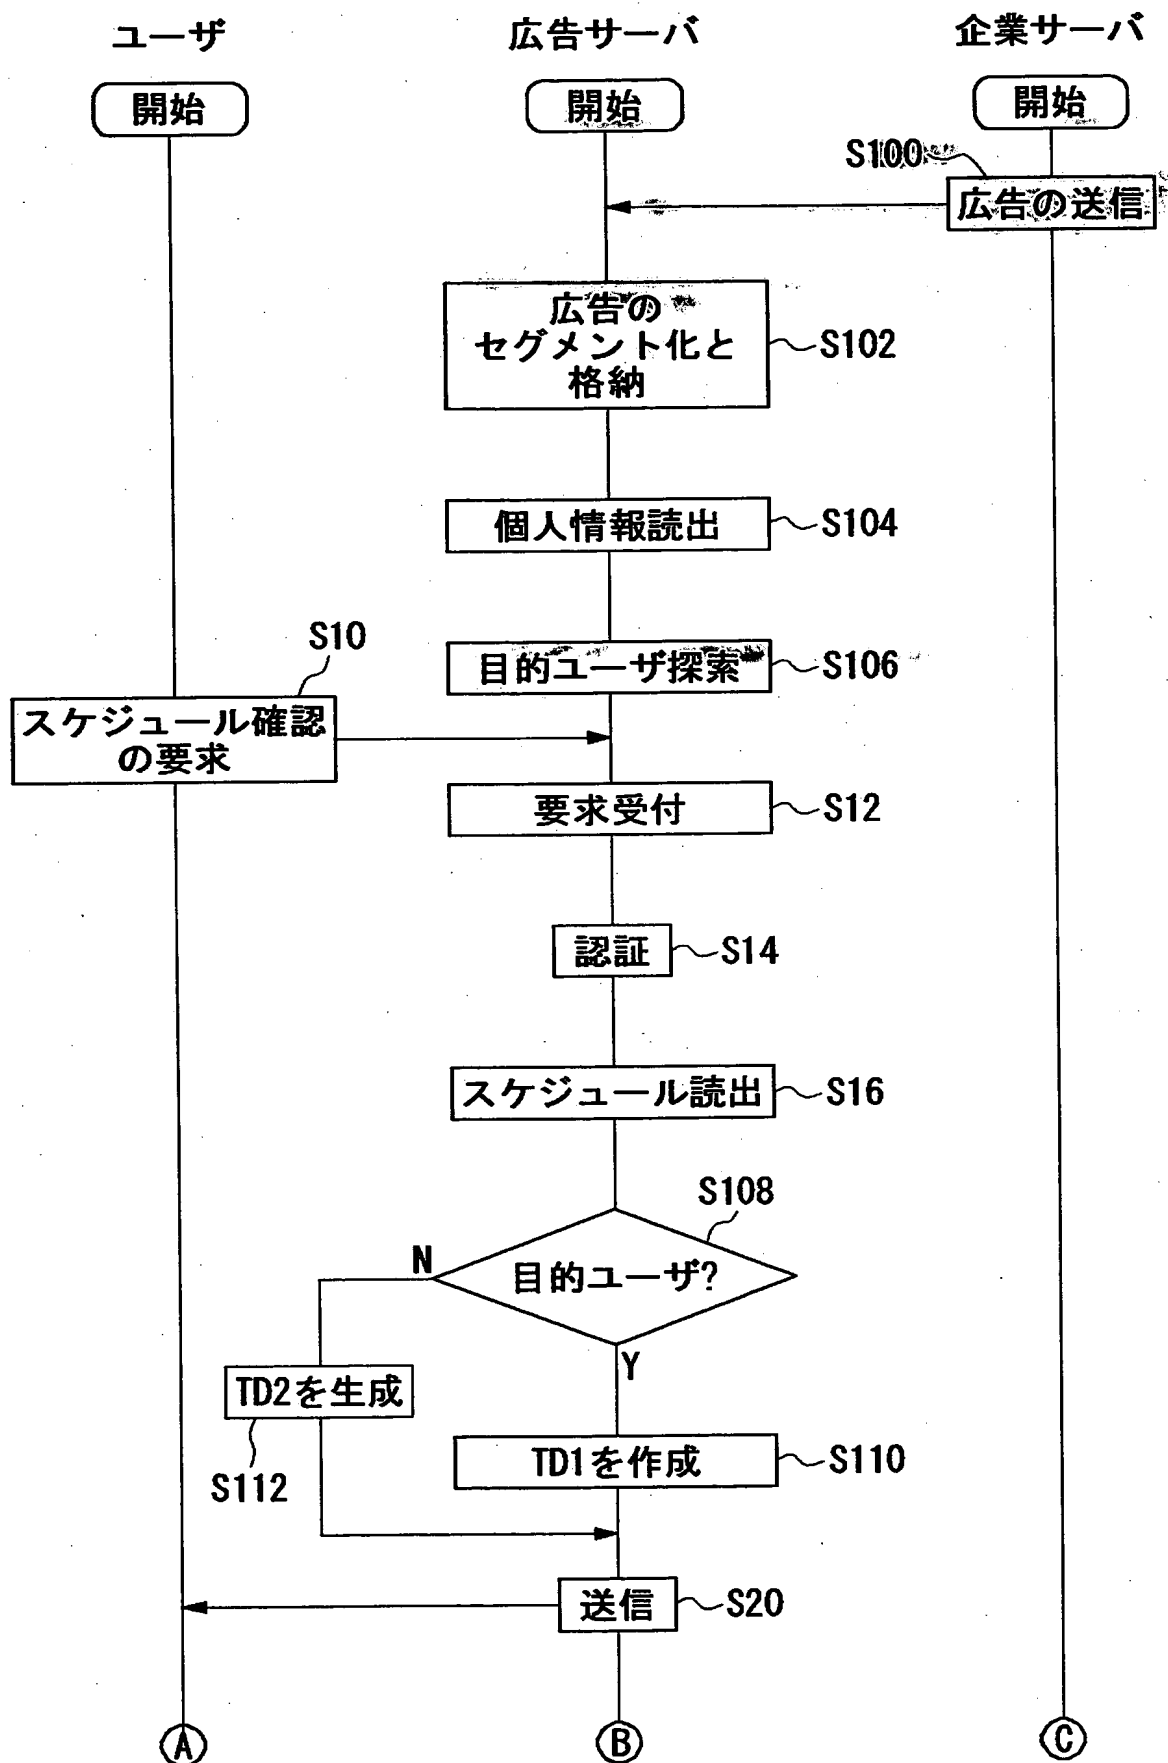 ユーザ
広告サーバ
企業サーバ
開始
開始
開始
S100
広告の送信
広告の
セグメント化と
格納
S102
個人情報読出
S104
S10
目的ユーザ探索
S106
スケジュール確認
の要求
要求受付
S12
認証
S14
スケジュール読出
S16
S108
N
目的ユーザ?
Y
TD2を生成
S112
TD1を作成
S110
送信
S20
A
B
C